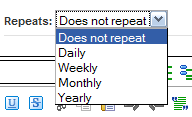 Repeats: Does not repeat
Does not repeat
Daily
Weekly
Monthly
Yearly
U S